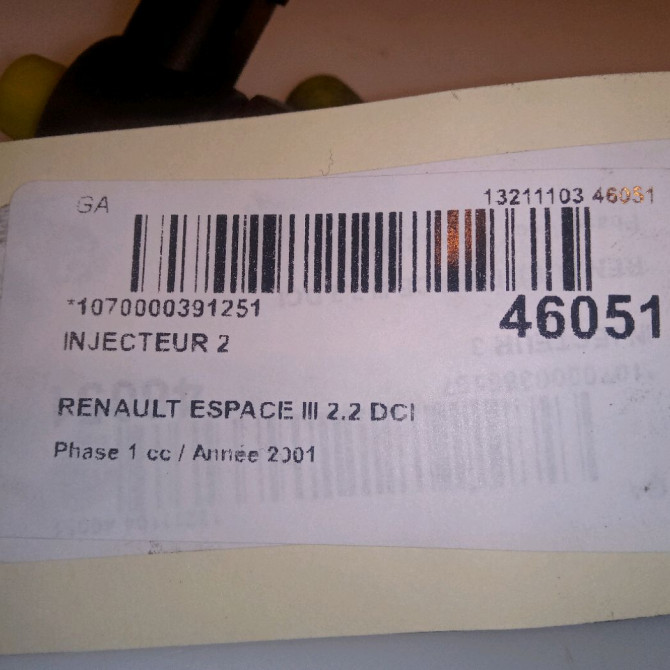 GA
13211103 46051
*1070000391251
46051
INJECTEUR 2
RENAULT ESPACE III 2.2 DCI
Phase 1 cc / Année 2001